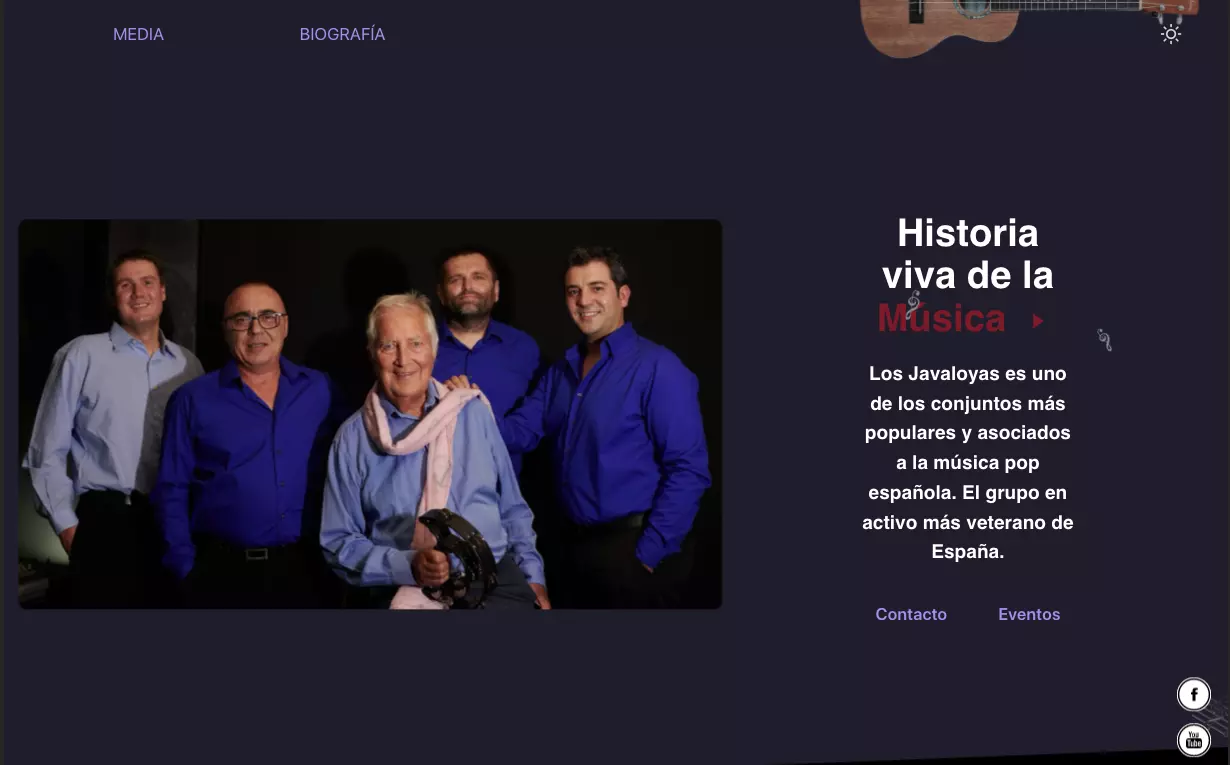 MEDIA
BIOGRAFÍA
Historia
viva de la
Música
Los Javaloyas es uno
de los conjuntos más
populares y asociados
a la música pop
española. El grupo en
activo más veterano de
España.
Contacto
Eventos
f
You
Tube